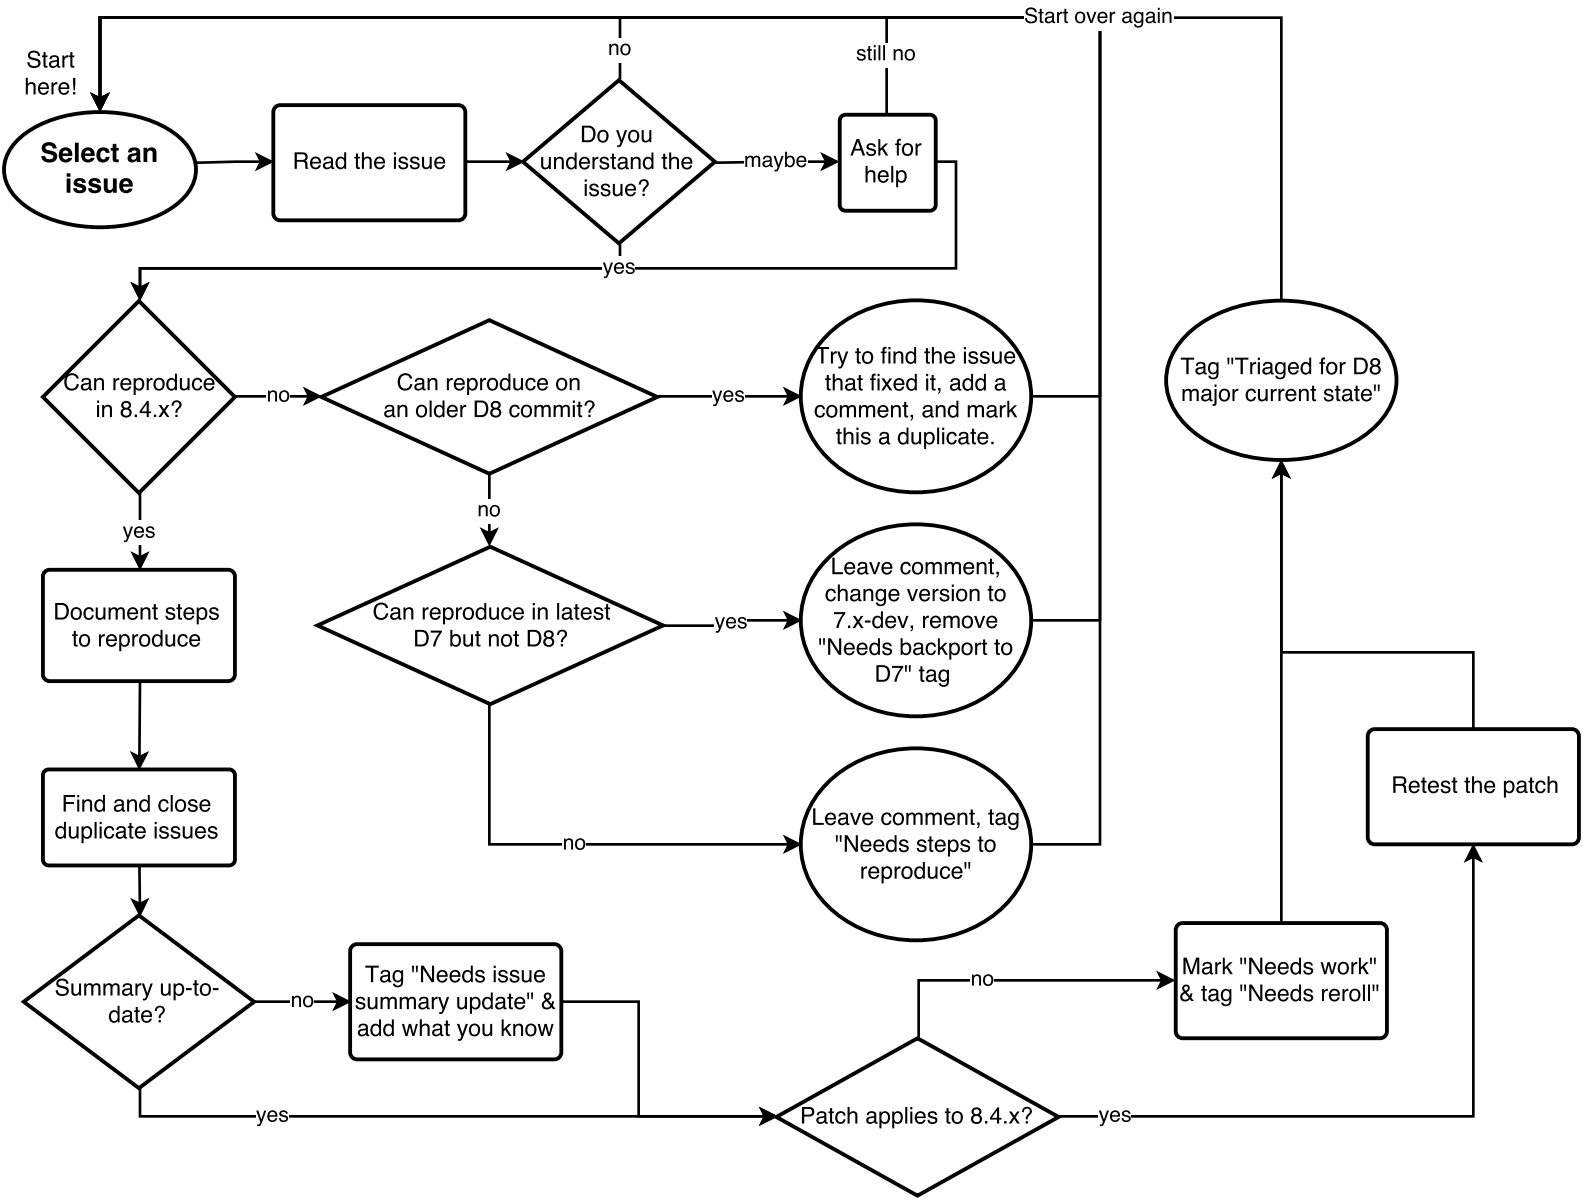 Start over again
Start
here!
no
still no
Select an
issue
Read the issue
Do you
understand the
issue?
maybe
Ask for
help
yes
Can reproduce
in 8.4.x?
no
Can reproduce on
an older D8 commit?
yes
Try to find the issue
that fixed it, add a
comment, and mark
this a duplicate.
Tag "Triaged for D8
major current state"
yes
no
Document steps
to reproduce
Can reproduce in latest
D7 but not D8?
yes
Leave comment,
change version to
7.x-dev, remove
"Needs backport to
D7" tag
Retest the patch
Find and close
duplicate issues
no
Leave comment, tag
"Needs steps to
reproduce"
Summary up-to-
date?
no
Tag "Needs issue
summary update" &
add what you know
no
Mark "Needs work"
& tag "Needs reroll"
yes
Patch applies to 8.4.x?
yes